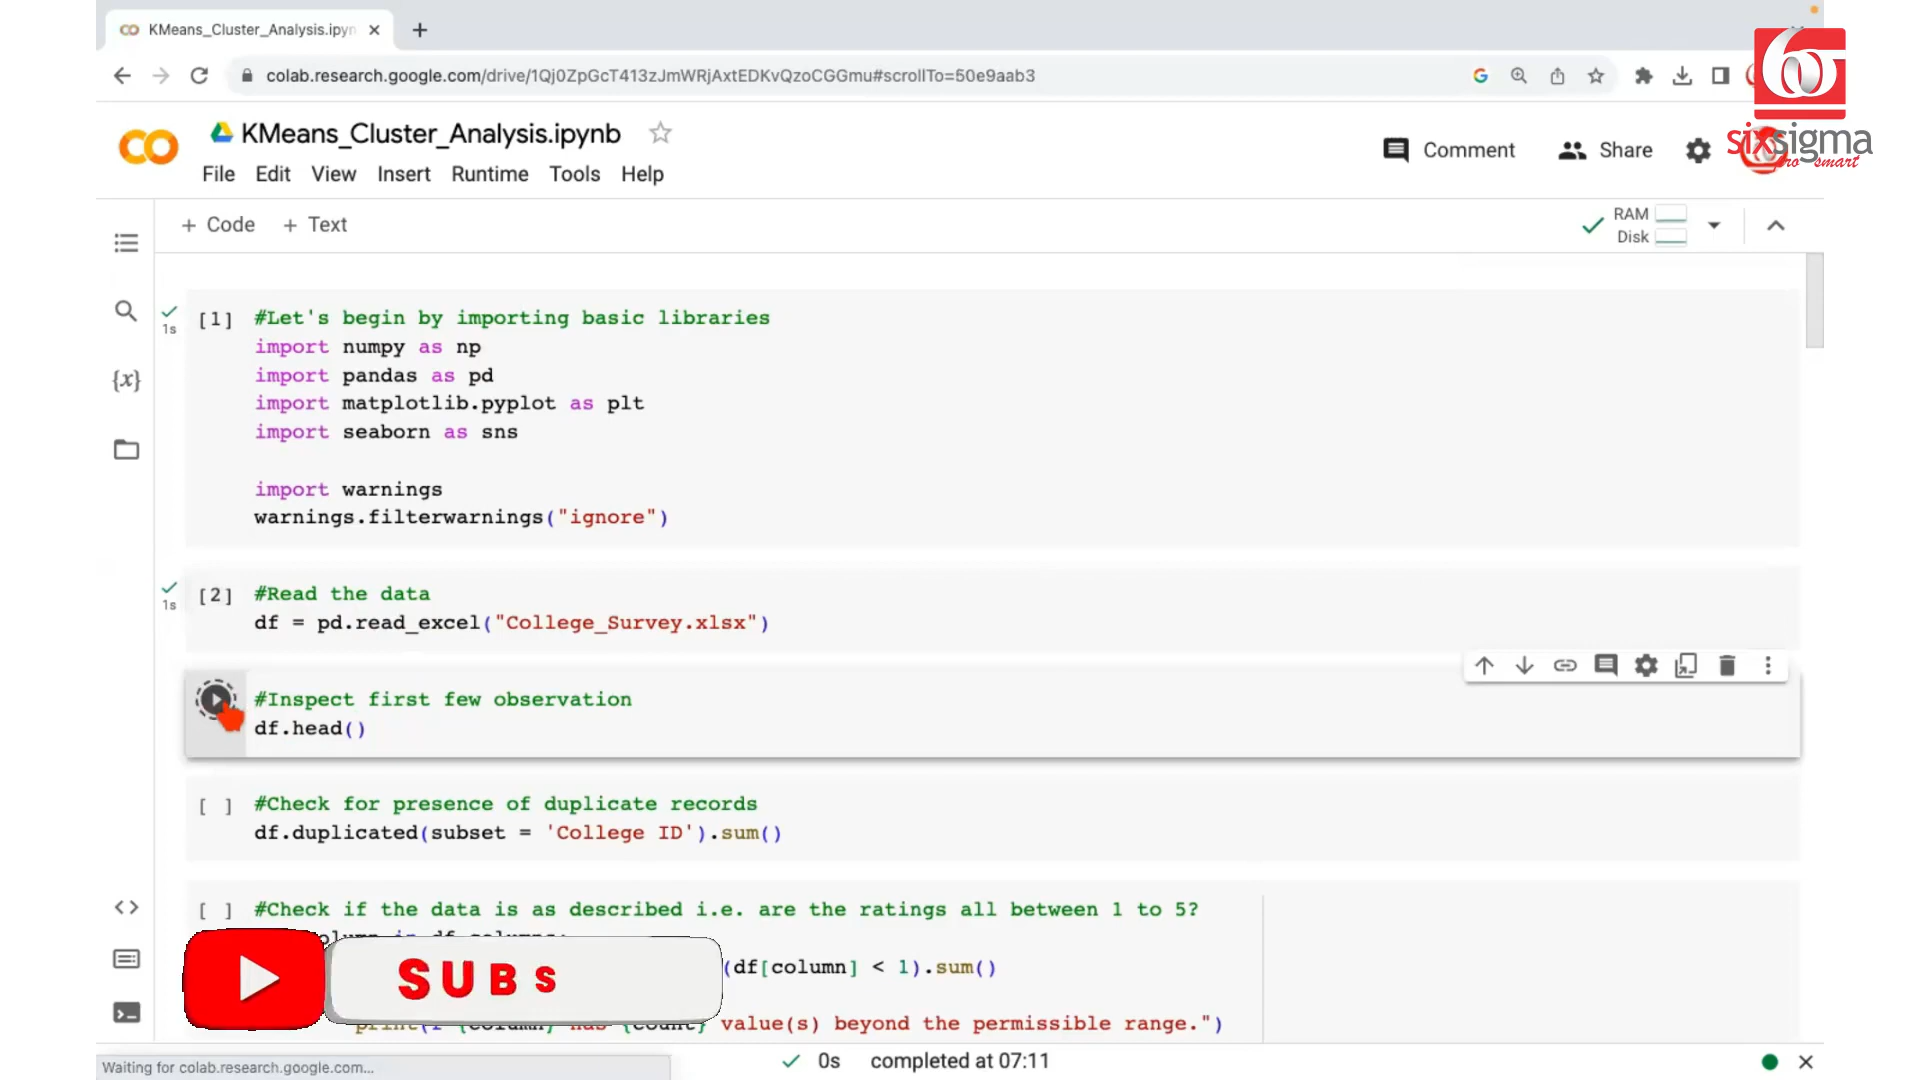 KMeans_Cluster_Analysis.ipyn
colab.research.google.com/drive/1Qj0ZpGcT413zJmWRjAxtEDKvQzoCGGmu#scrollTo=50e9aab3
KMeans_Cluster_Analysis.ipynb
File Edit View Insert Runtime Tools Help
Comment
Share
sixsigma
pro smart
+ Code + Text
RAM
Disk
1s
[1] #Let's begin by importing basic libraries
import numpy as np
import pandas as pd
import matplotlib.pyplot as plt
import seaborn as sns
import warnings
warnings.filterwarnings("ignore")
1s
[2] #Read the data
df = pd.read_excel("College_Survey.xlsx")
#Inspect first few observation
df.head()
[ ] #Check for presence of duplicate records
df.duplicated(subset = 'College ID').sum()
[ ] #Check if the data is as described i.e. are the ratings all between 1 to 5?
(df[column] < 1).sum()
SUBS
value(s) beyond the permissible range.")
Waiting for colab.research.google.com...
0s completed at 07:11